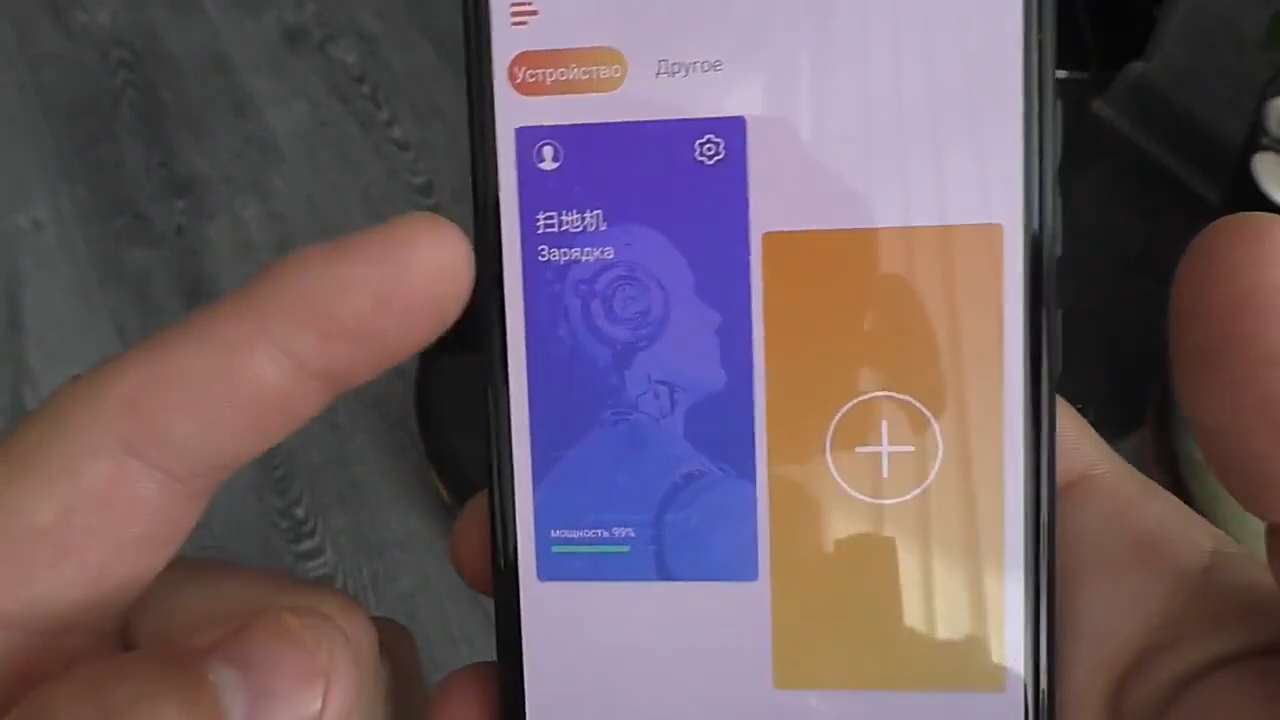 Устройство
Другое
扫地机
Зарядка
мощность 99%